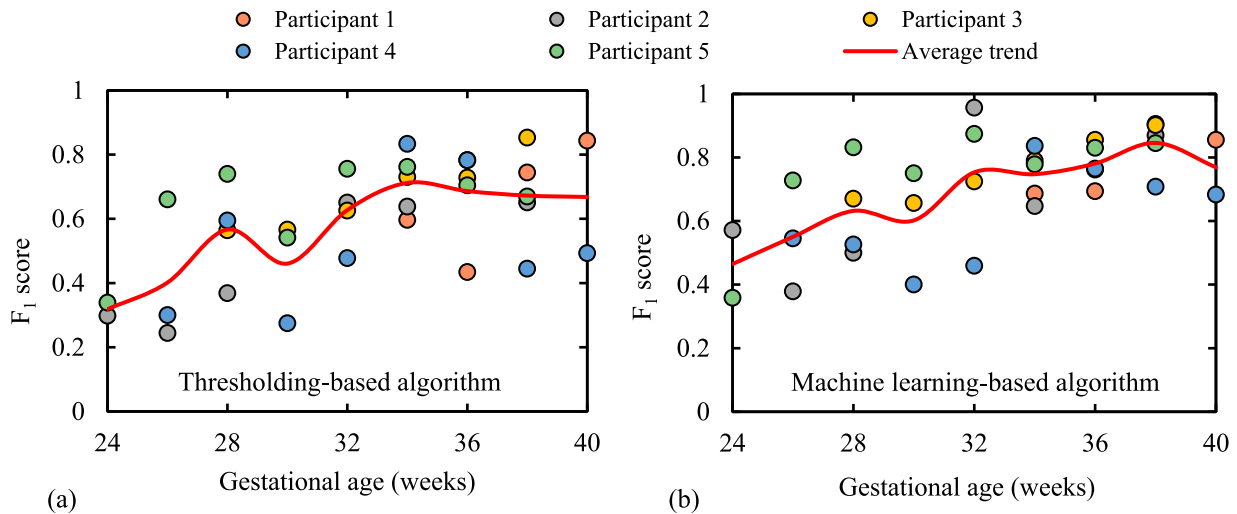 Participant 1 Participant 2 Participant 3
Participant 4 Participant 5 Average trend
1
0.8
0.6
0.4
0.2
0
F₁ score
Thresholding-based algorithm
24 28 32 36 40
Gestational age (weeks)
(a)
1
0.8
0.6
0.4
0.2
0
F₁ score
Machine learning-based algorithm
24 28 32 36 40
Gestational age (weeks)
(b)